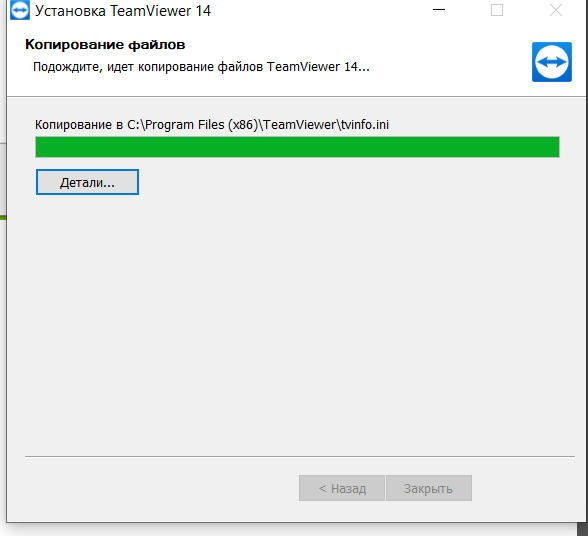 Установка TeamViewer 14
Копирование файлов
Подождите, идет копирование файлов TeamViewer 14...
Копирование в C:\Program Files (x86)\TeamViewer\tvinfo.ini
Детали...
< Назад
Закрыть